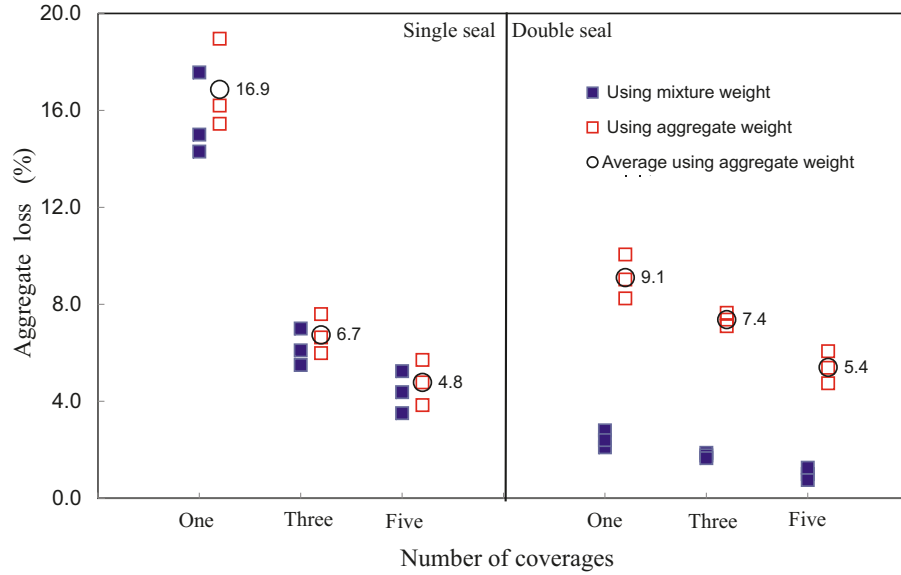 20.0
16.0
12.0
8.0
4.0
0.0
Aggregate loss (%)
Single seal
Double seal
Using mixture weight
Using aggregate weight
Average using aggregate weight
16.9
6.7
4.8
9.1
7.4
5.4
One
Three
Five
One
Three
Five
Number of coverages